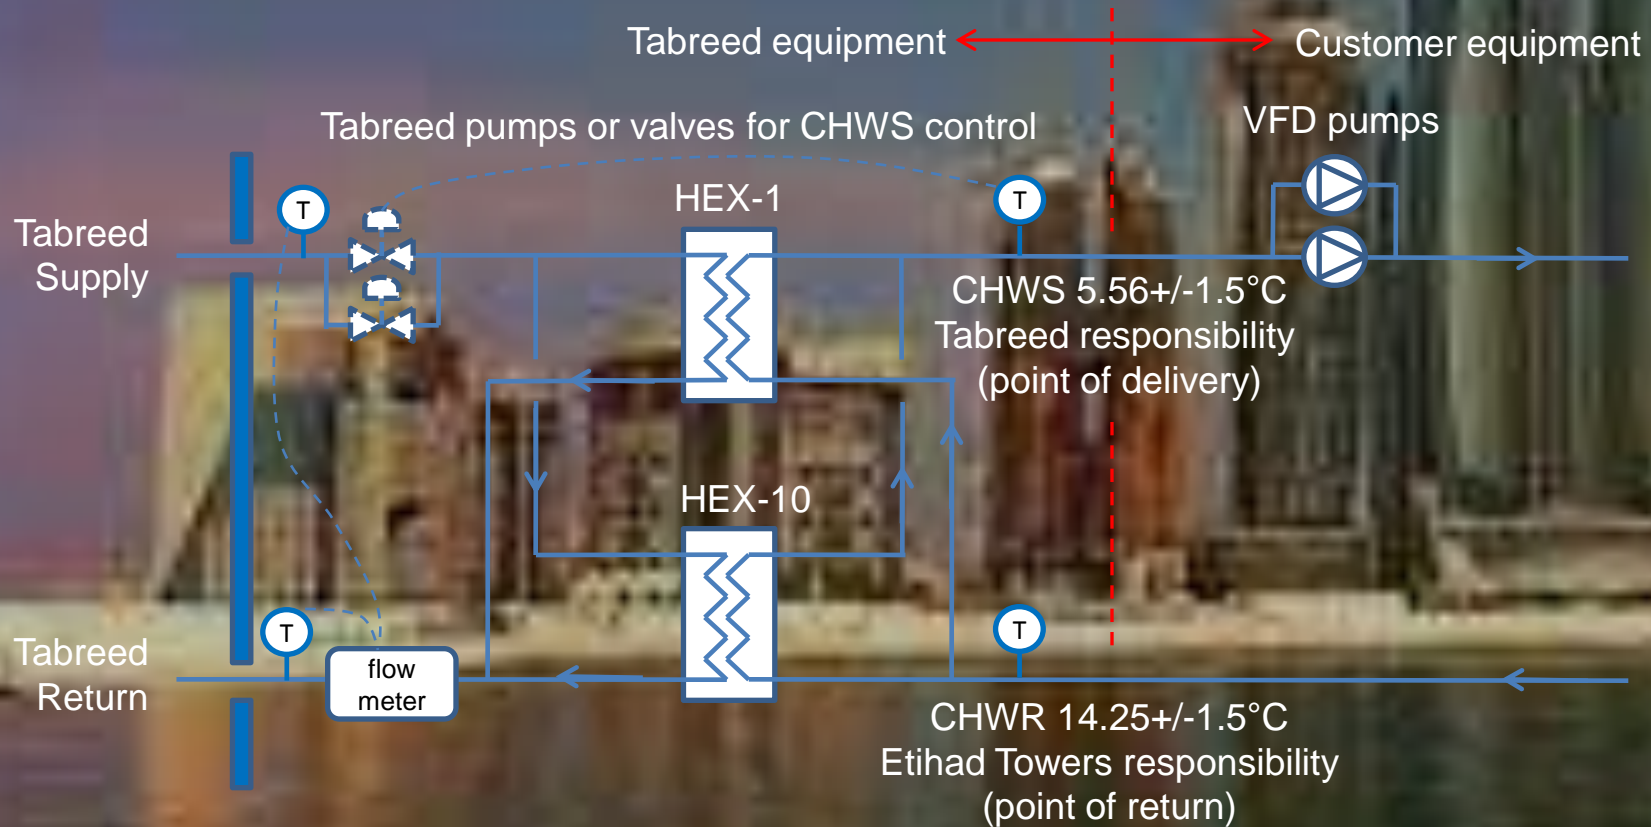 Tabreed equipment
Customer equipment
Tabreed pumps or valves for CHWS control
VFD pumps
T
T
HEX-1
Tabreed
Supply
CHWS 5.56+/-1.5°C
Tabreed responsibility
(point of delivery)
HEX-10
T
T
Tabreed
Return
flow
meter
CHWR 14.25+/-1.5°C
Etihad Towers responsibility
(point of return)